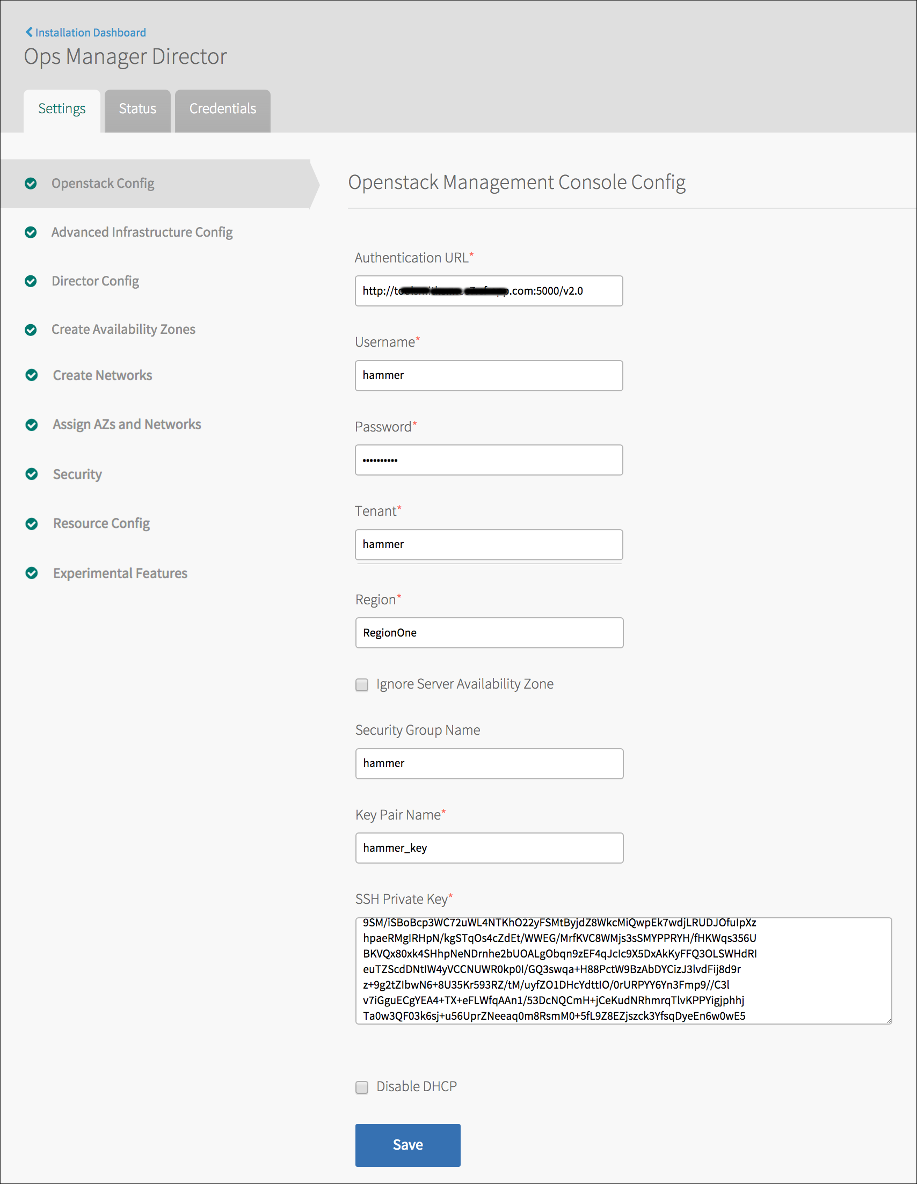 Installation Dashboard
Ops Manager Director
Settings
Status
Credentials
Openstack Config
Advanced Infrastructure Config
Director Config
Create Availability Zones
Create Networks
Assign AZs and Networks
Security
Resource Config
Experimental Features
Openstack Management Console Config
Authentication URL*
http://t .com:5000/v2.0
Username*
hammer
Password*
••••••••••
Tenant*
hammer
Region*
RegionOne
Ignore Server Availability Zone
Security Group Name
hammer
Key Pair Name*
hammer_key
SSH Private Key*
9SM/iSBoBcp3WC72uWL4NTKhO22yFSMtByjdZ8WkcMiQwpEk7wdjLRUDJOfuIpXz
hpaeRMgIRHpN/kgSTqOs4cZdEt/WWEG/MrfKVC8WMjs3sSMYPPRYH/fHKWqs356U
BKVQx80xk4SHhpNeNDrnhe2bUOALgObqn9zEF4qJcIc9X5DxAkKyFFQ3OLSWHdRI
euTZScdDNtIW4yVCCNUWR0kp0I/GQ3swqa+H88PctW9BzAbDYCizJ3lvdFij8d9r
z+9g2tZIbwN6+8U35Kr593RZ/tM/uyfZO1DHcYdttIO/0rURPYY6Yn3Fmp9//C3l
v7iGguECgYEA4+TX+eFLWfqAAn1/53DcNQCmH+jCeKudNRhmrqTlvKPPYigjphhj
Ta0w3QF03k6sj+u56UprZNeeaq0m8RsmM0+5fL9Z8EZjszck3YfsqDyeEn6w0wE5
Disable DHCP
Save